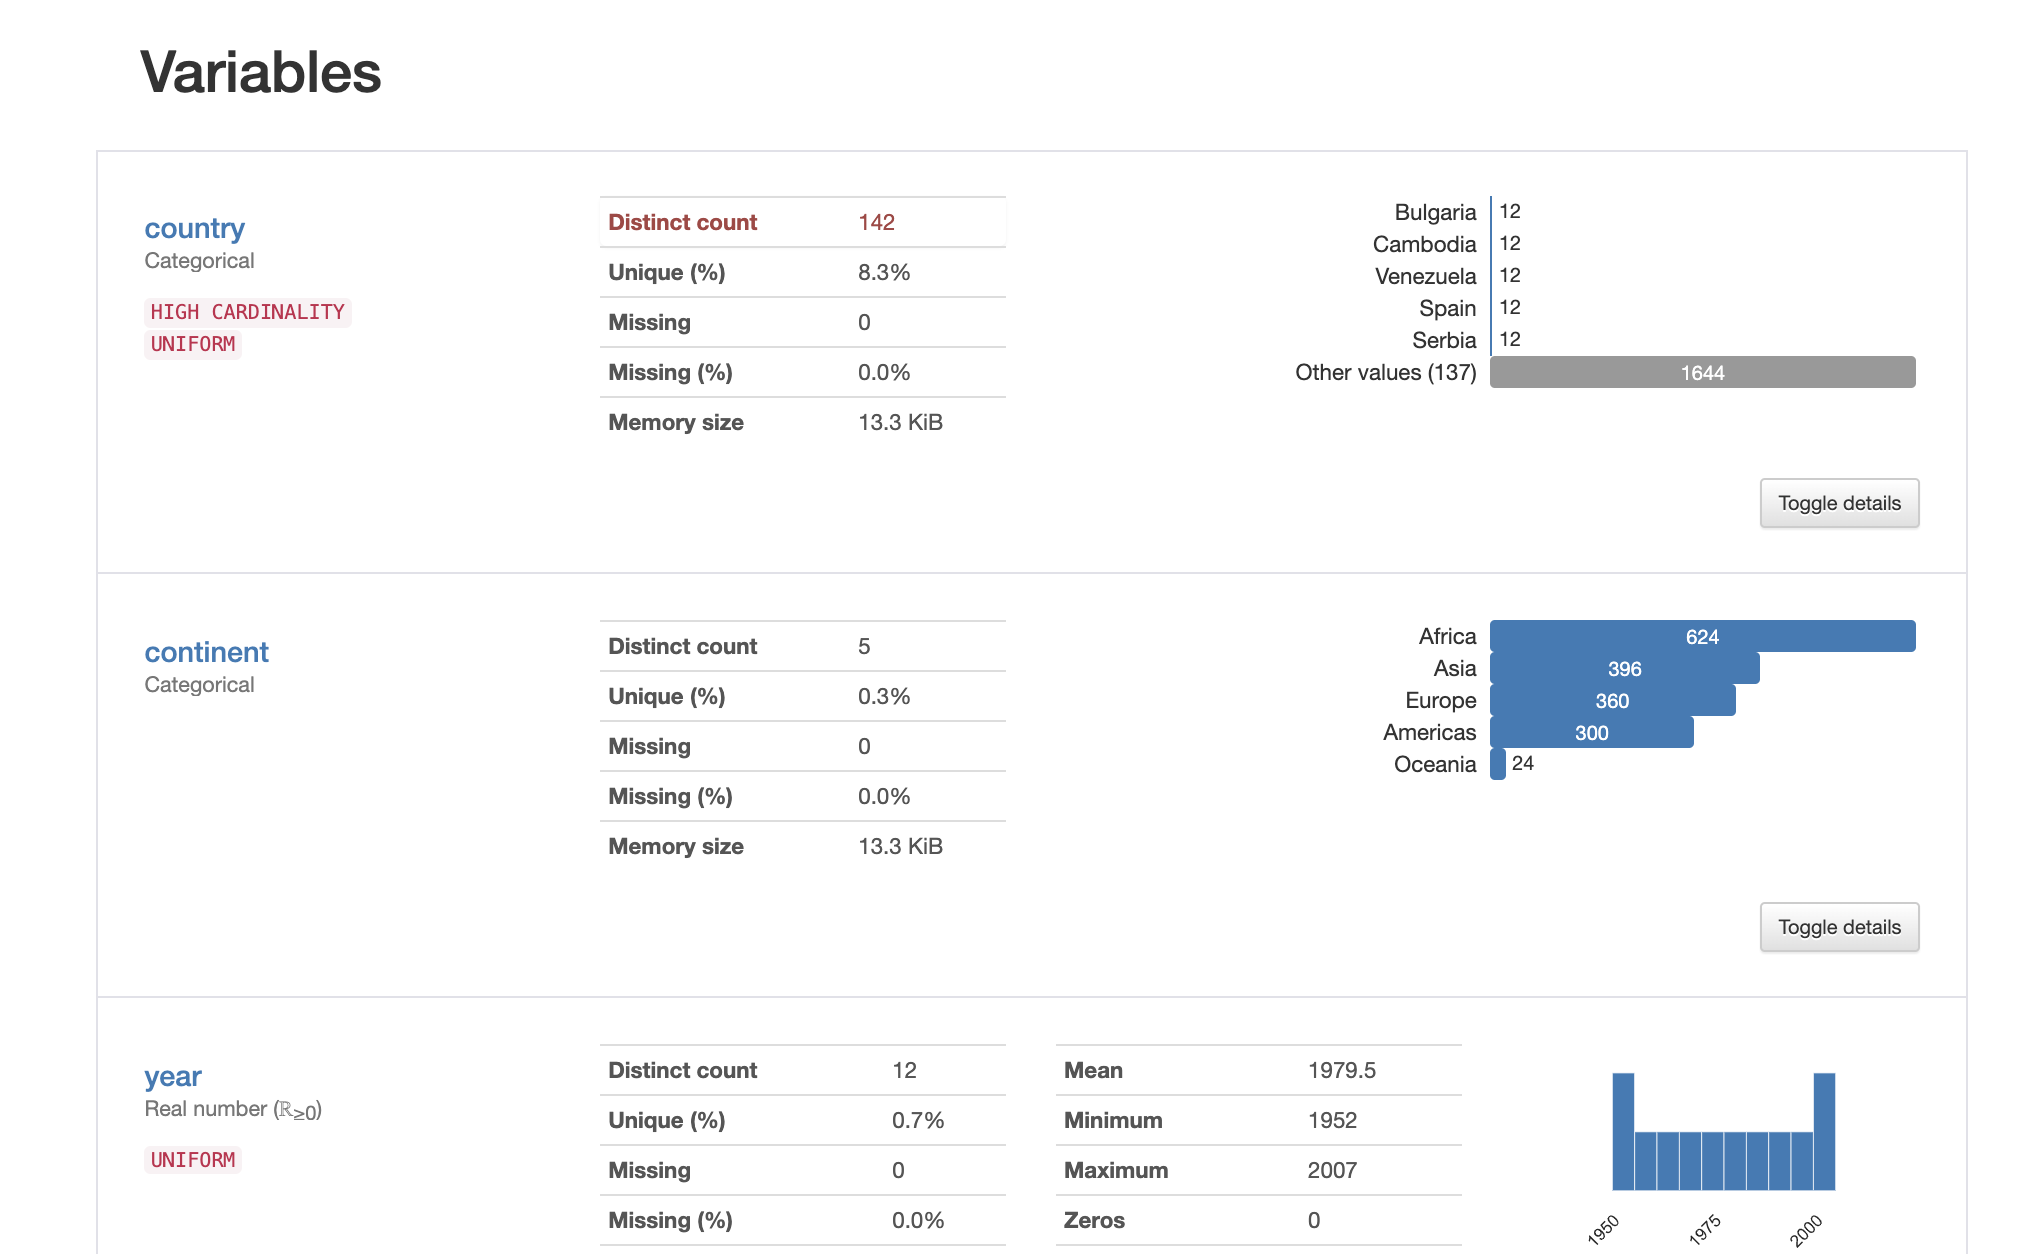 Variables
country
Categorical
HIGH CARDINALITY
UNIFORM
Distinct count 142
Unique (%) 8.3%
Missing 0
Missing (%) 0.0%
Memory size 13.3 KiB
Bulgaria 12
Cambodia 12
Venezuela 12
Spain 12
Serbia 12
Other values (137) 1644
Toggle details
continent
Categorical
Distinct count 5
Unique (%) 0.3%
Missing 0
Missing (%) 0.0%
Memory size 13.3 KiB
Africa 624
Asia 396
Europe 360
Americas 300
Oceania 24
Toggle details
year
Real number (ℝ≥0)
UNIFORM
Distinct count 12
Unique (%) 0.7%
Missing 0
Missing (%) 0.0%
Mean 1979.5
Minimum 1952
Maximum 2007
Zeros 0
1950 1975 2000